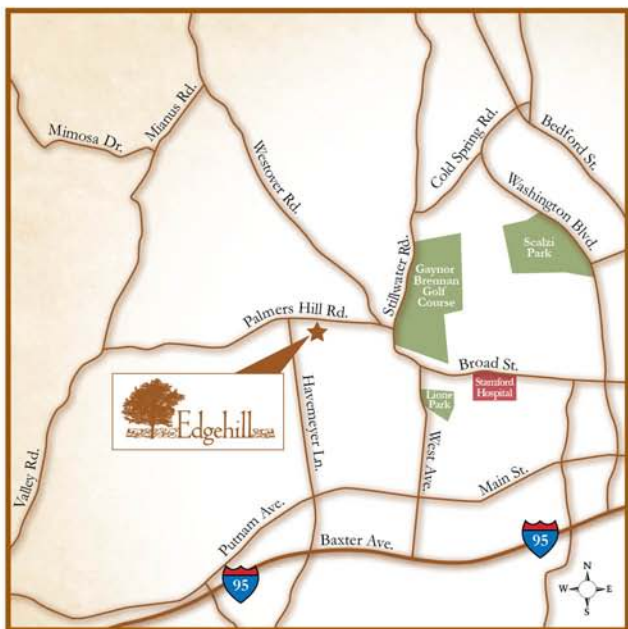 Mimosa Dr.
Mianus Rd.
Westover Rd.
Cold Spring Rd.
Bedford St.
Washington Blvd.
Stillwater Rd.
Gaynor
Brennan
Golf
Course
Scalzi
Park
Palmers Hill Rd.
Broad St.
Stamford
Hospital
Lione
Park
Edgehill
Havemeyer Ln.
West Ave.
Valley Rd.
Putnam Ave.
Main St.
Baxter Ave.
95
95
N
W
E
S